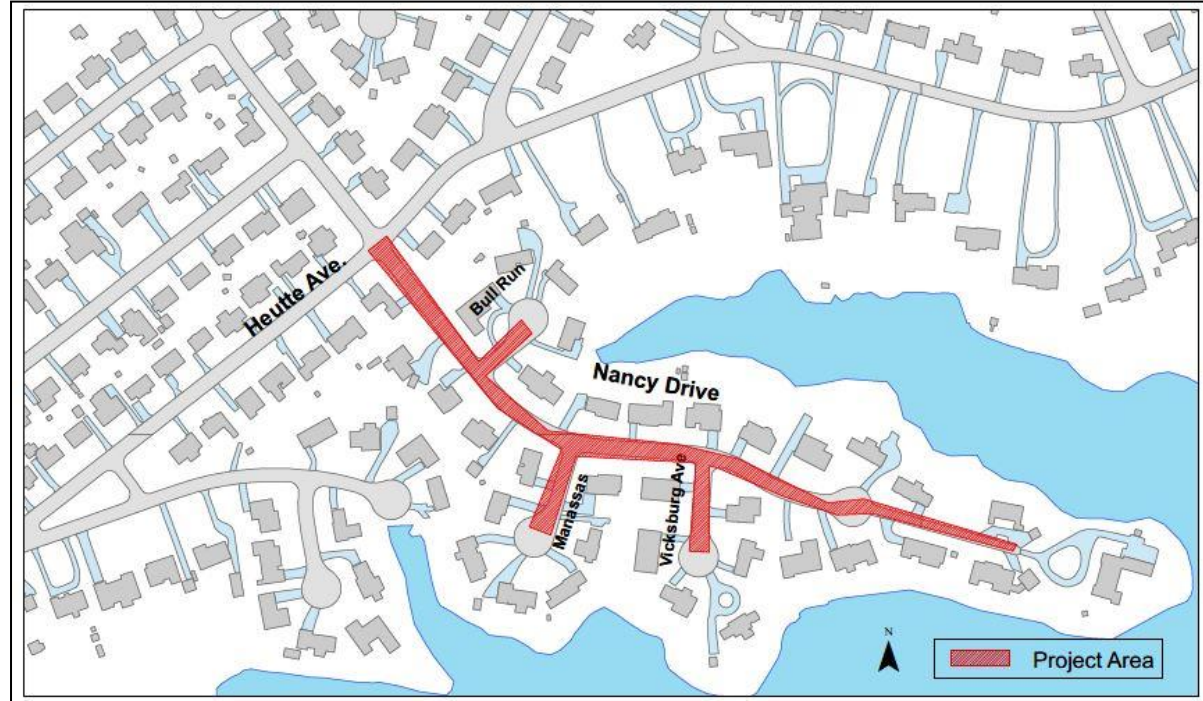 Heutte Ave.
Bull Run
Nancy Drive
Manassas
Vicksburg Ave
N
Project Area